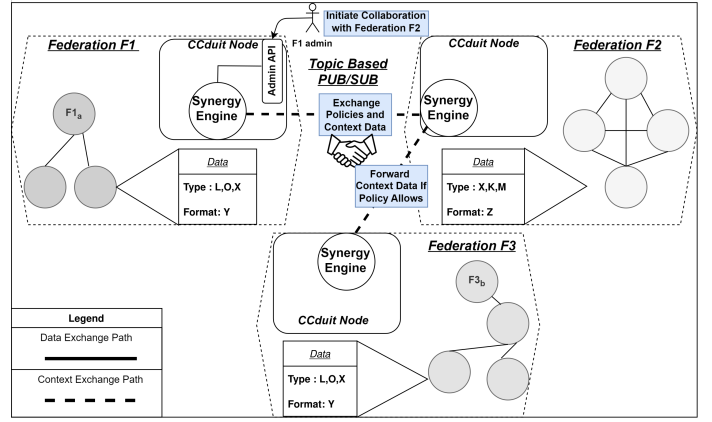 Initiate Collaboration
with Federation F2
F1 admin
Federation F1
CCduit Node
Admin API
Synergy
Engine
F1a
Data
Type : L,O,X
Format: Y
Topic Based
PUB/SUB
Exchange
Policies and
Context Data
Forward
Context Data If
Policy Allows
CCduit Node
Federation F2
Synergy
Engine
Data
Type : X,K,M
Format: Z
Synergy
Engine
CCduit Node
Federation F3
F3b
Data
Type : L,O,X
Format: Y
Legend
Data Exchange Path
Context Exchange Path